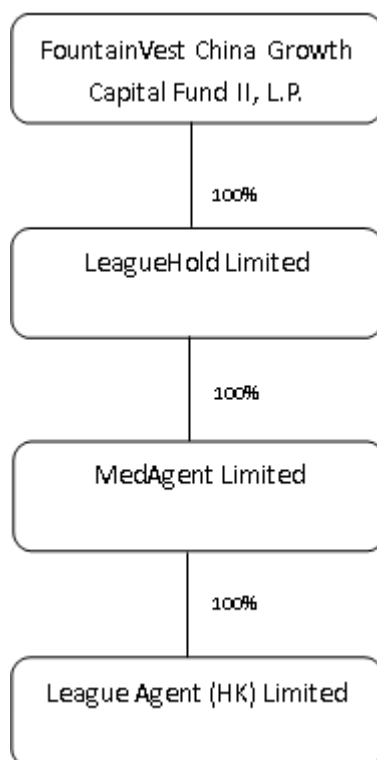 FountainVest China Growth
Capital Fund II, L.P.
100%
LeagueHold Limited
100%
MedAgent Limited
100%
League Agent (HK) Limited